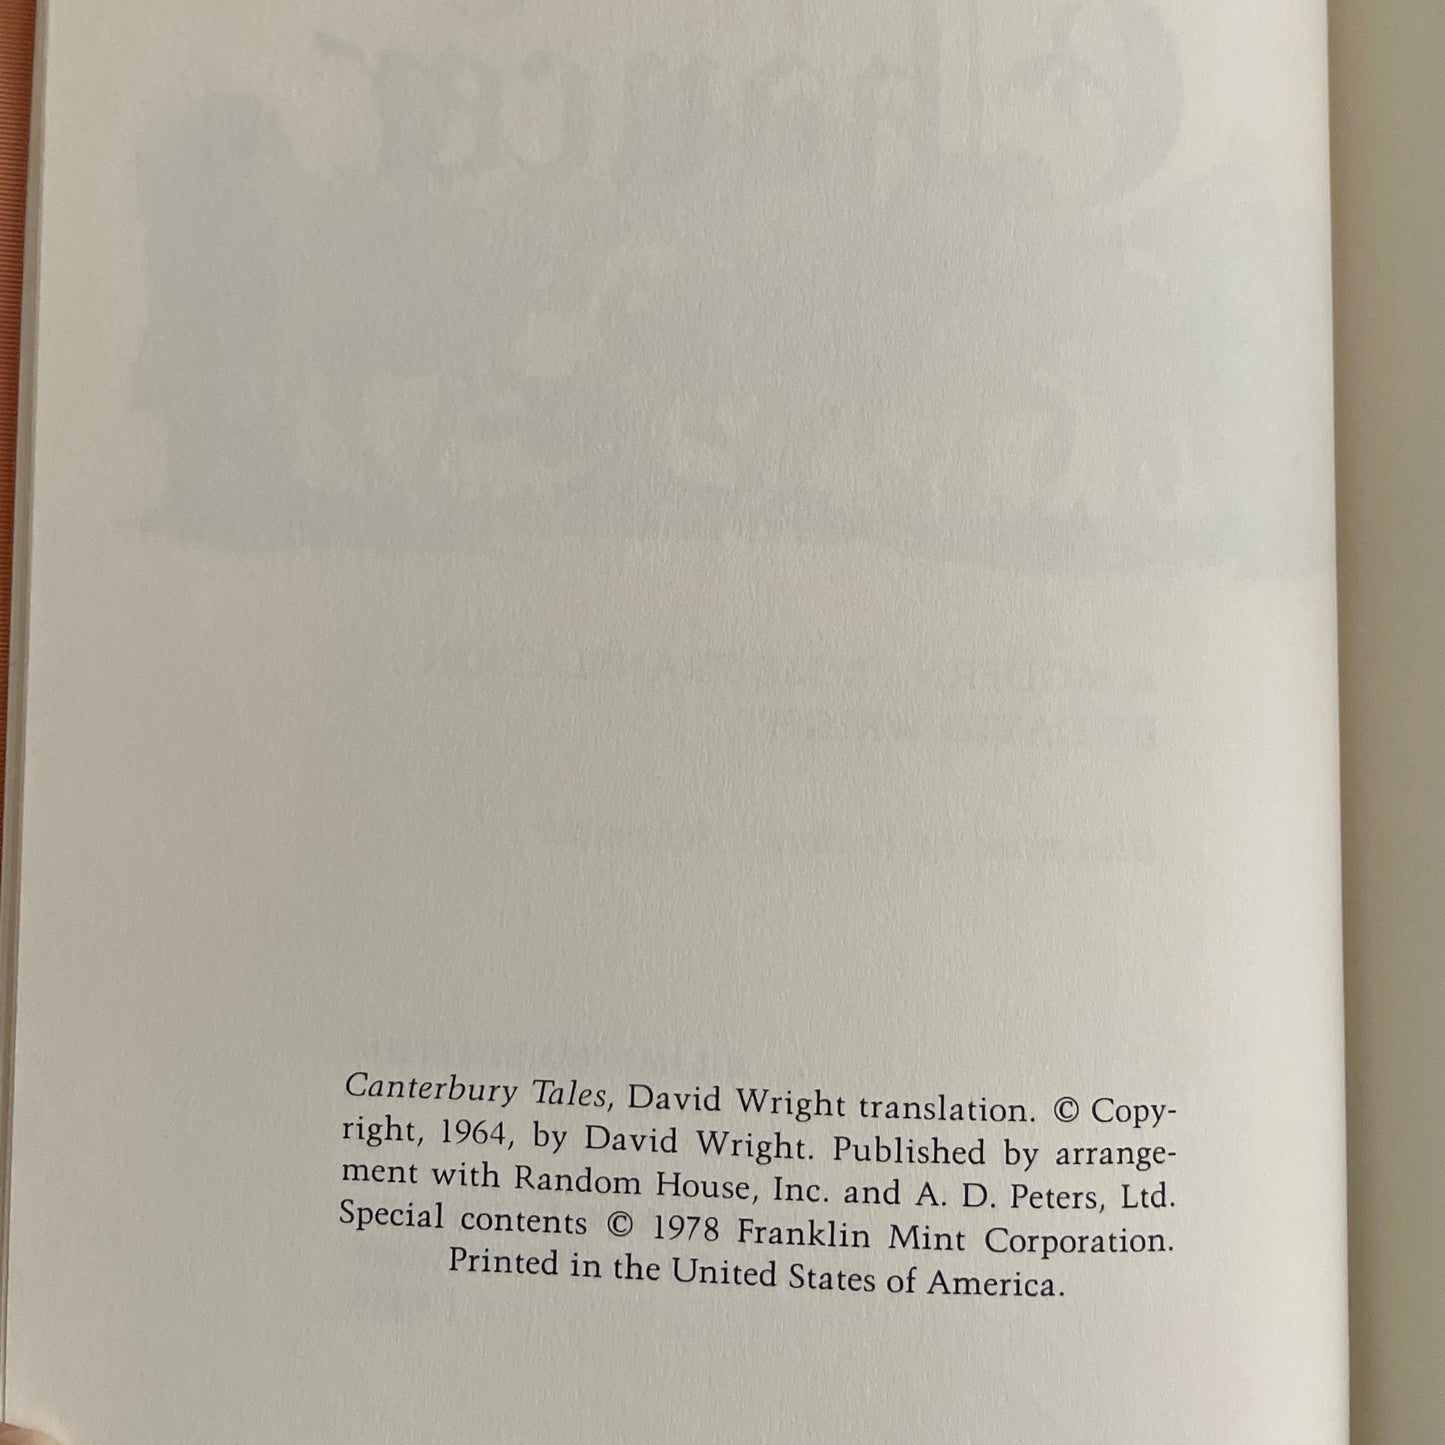 Canterbury Tales, David Wright translation. © Copy-
right, 1964, by David Wright. Published by arrange-
ment with Random House, Inc. and A. D. Peters, Ltd.
Special contents © 1978 Franklin Mint Corporation.
Printed in the United States of America.